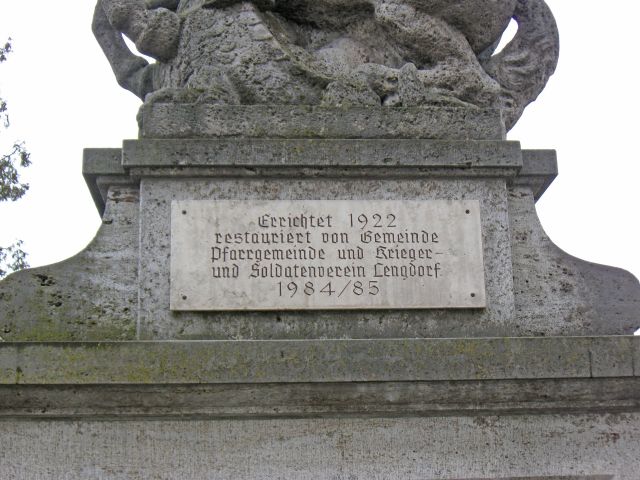 Errichtet 1922
restauriert von Gemeinde
Pfarrgemeinde und Krieger-
und Soldatenverein Lengdorf
1984/85